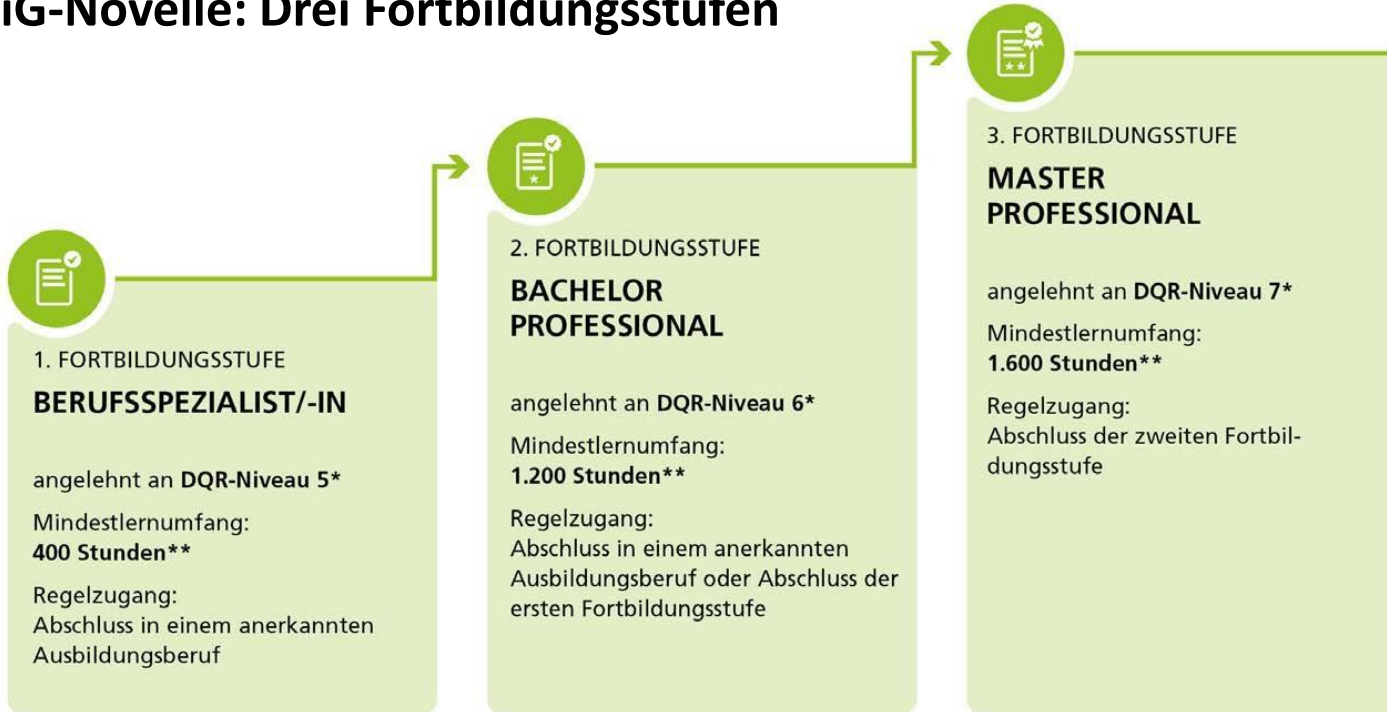 iG-Novelle: Drei Fortbildungsstufen
1. FORTBILDUNGSSTUFE
BERUFSSPEZIALIST/-IN
angelehnt an DQR-Niveau 5*
Mindestlernumfang:
400 Stunden**
Regelzugang:
Abschluss in einem anerkannten
Ausbildungsberuf
2. FORTBILDUNGSSTUFE
BACHELOR
PROFESSIONAL
angelehnt an DQR-Niveau 6*
Mindestlernumfang:
1.200 Stunden**
Regelzugang:
Abschluss in einem anerkannten
Ausbildungsberuf oder Abschluss der
ersten Fortbildungsstufe
3. FORTBILDUNGSSTUFE
MASTER
PROFESSIONAL
angelehnt an DQR-Niveau 7*
Mindestlernumfang:
1.600 Stunden**
Regelzugang:
Abschluss der zweiten Fortbil-
dungsstufe